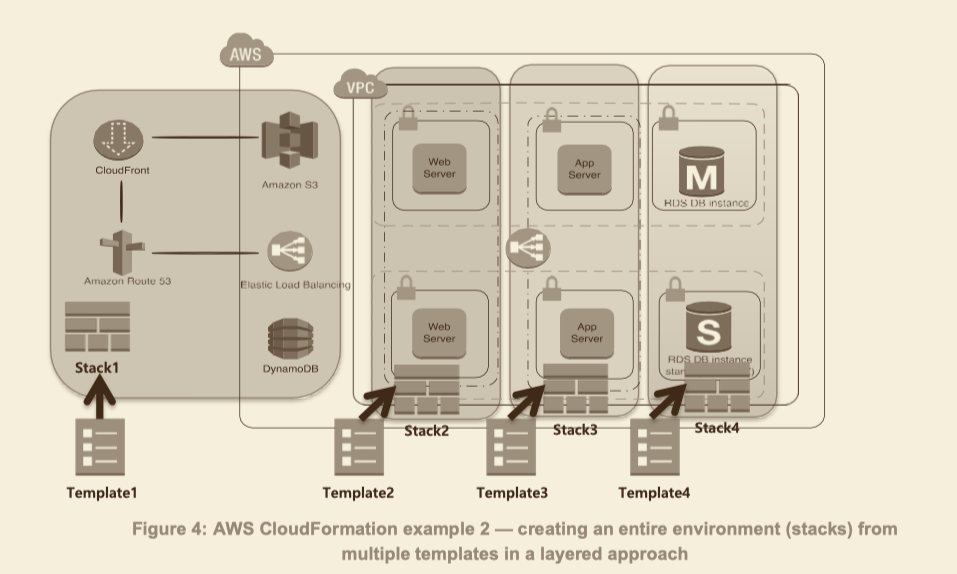 AWS
VPC
CloudFront
Amazon S3
Web
Server
App
Server
M
RDS DB instance
Amazon Route 53
Elastic Load Balancing
DynamoDB
Web
Server
App
Server
S
RDS DB instance
Stack1
Stack2
Stack3
Stack4
Template1
Template2
Template3
Template4
Figure 4: AWS CloudFormation example 2 — creating an entire environment (stacks) from
multiple templates in a layered approach